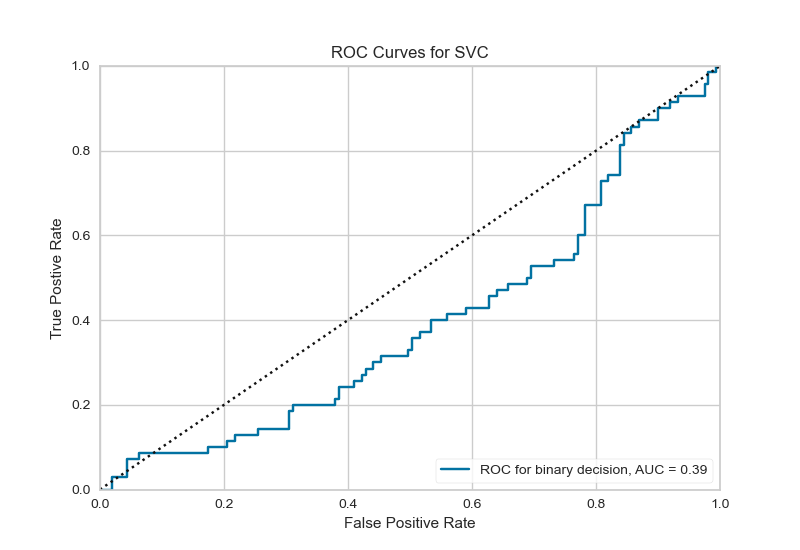 ROC Curves for SVC
1.0
0.8
0.6
0.4
0.2
0.0
True Postive Rate
ROC for binary decision, AUC = 0.39
0.0 0.2 0.4 0.6 0.8 1.0
False Positive Rate